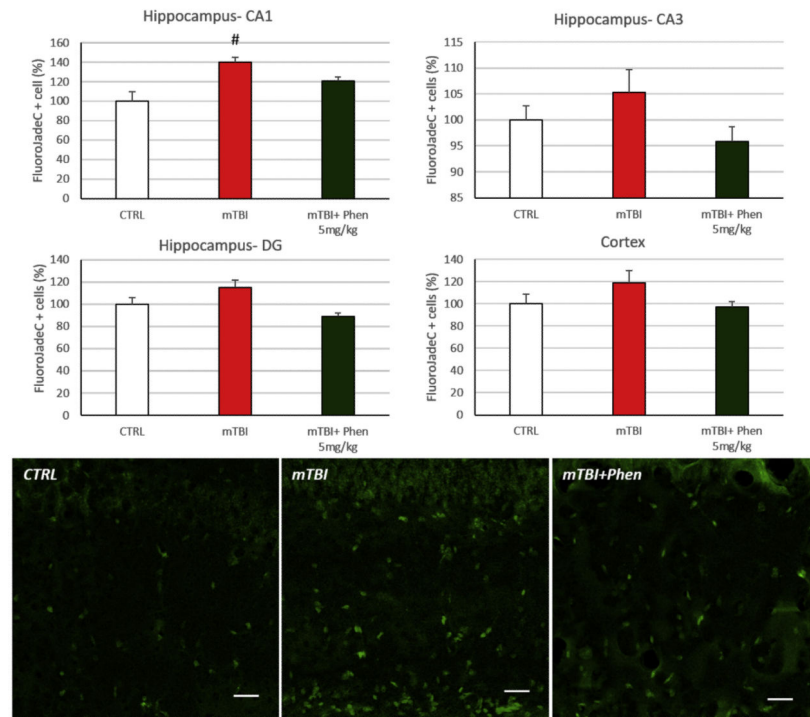 Hippocampus- CA1
#
FluoroJadeC + cell (%)
160
140
120
100
80
60
40
20
0
CTRL
mTBI
mTBI+ Phen
5mg/kg
Hippocampus- CA3
FluoroJadeC + cells (%)
115
110
105
100
95
90
85
CTRL
mTBI
mTBI+ Phen
5mg/kg
Hippocampus- DG
FluoroJadeC + cells (%)
140
120
100
80
60
40
20
0
CTRL
mTBI
mTBI+ Phen
5mg/kg
Cortex
FluoroJadeC + cells (%)
140
120
100
80
60
40
20
0
CTRL
mTBI
mTBI+ Phen
5mg/kg
CTRL
mTBI
mTBI+Phen